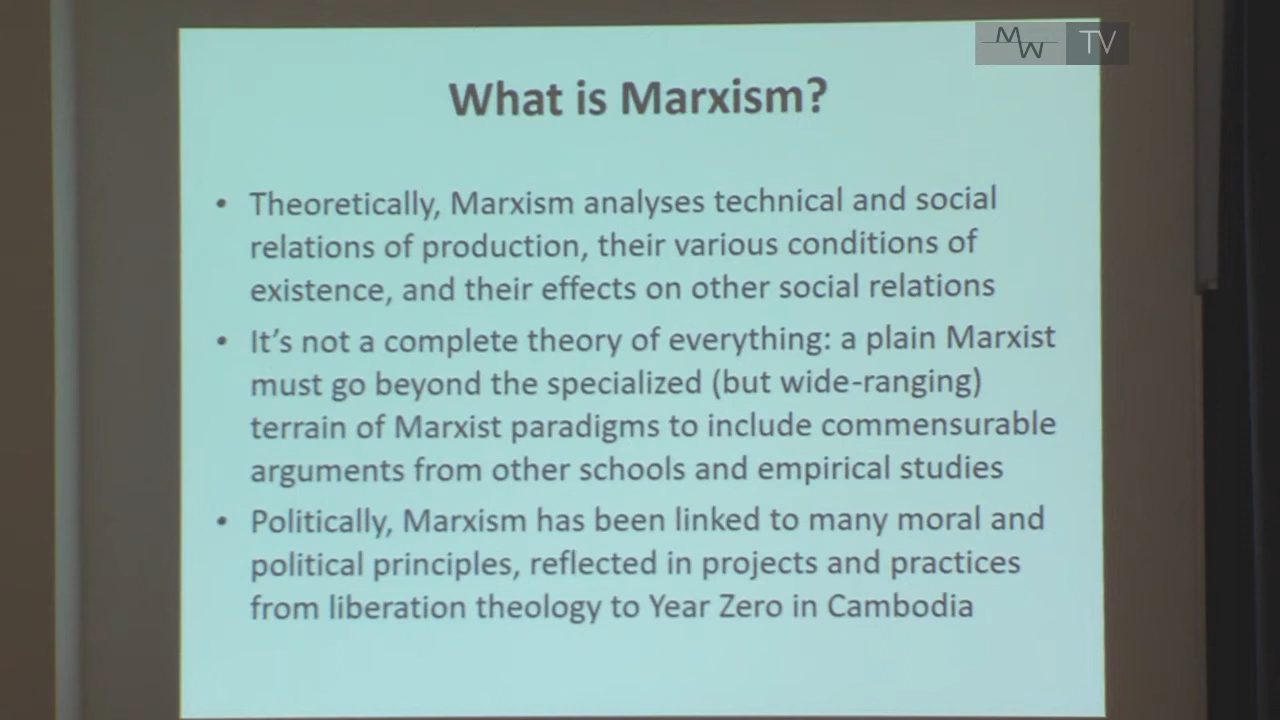 MW TV
What is Marxism?
• Theoretically, Marxism analyses technical and social
relations of production, their various conditions of
existence, and their effects on other social relations
• It's not a complete theory of everything: a plain Marxist
must go beyond the specialized (but wide-ranging)
terrain of Marxist paradigms to include commensurable
arguments from other schools and empirical studies
• Politically, Marxism has been linked to many moral and
political principles, reflected in projects and practices
from liberation theology to Year Zero in Cambodia